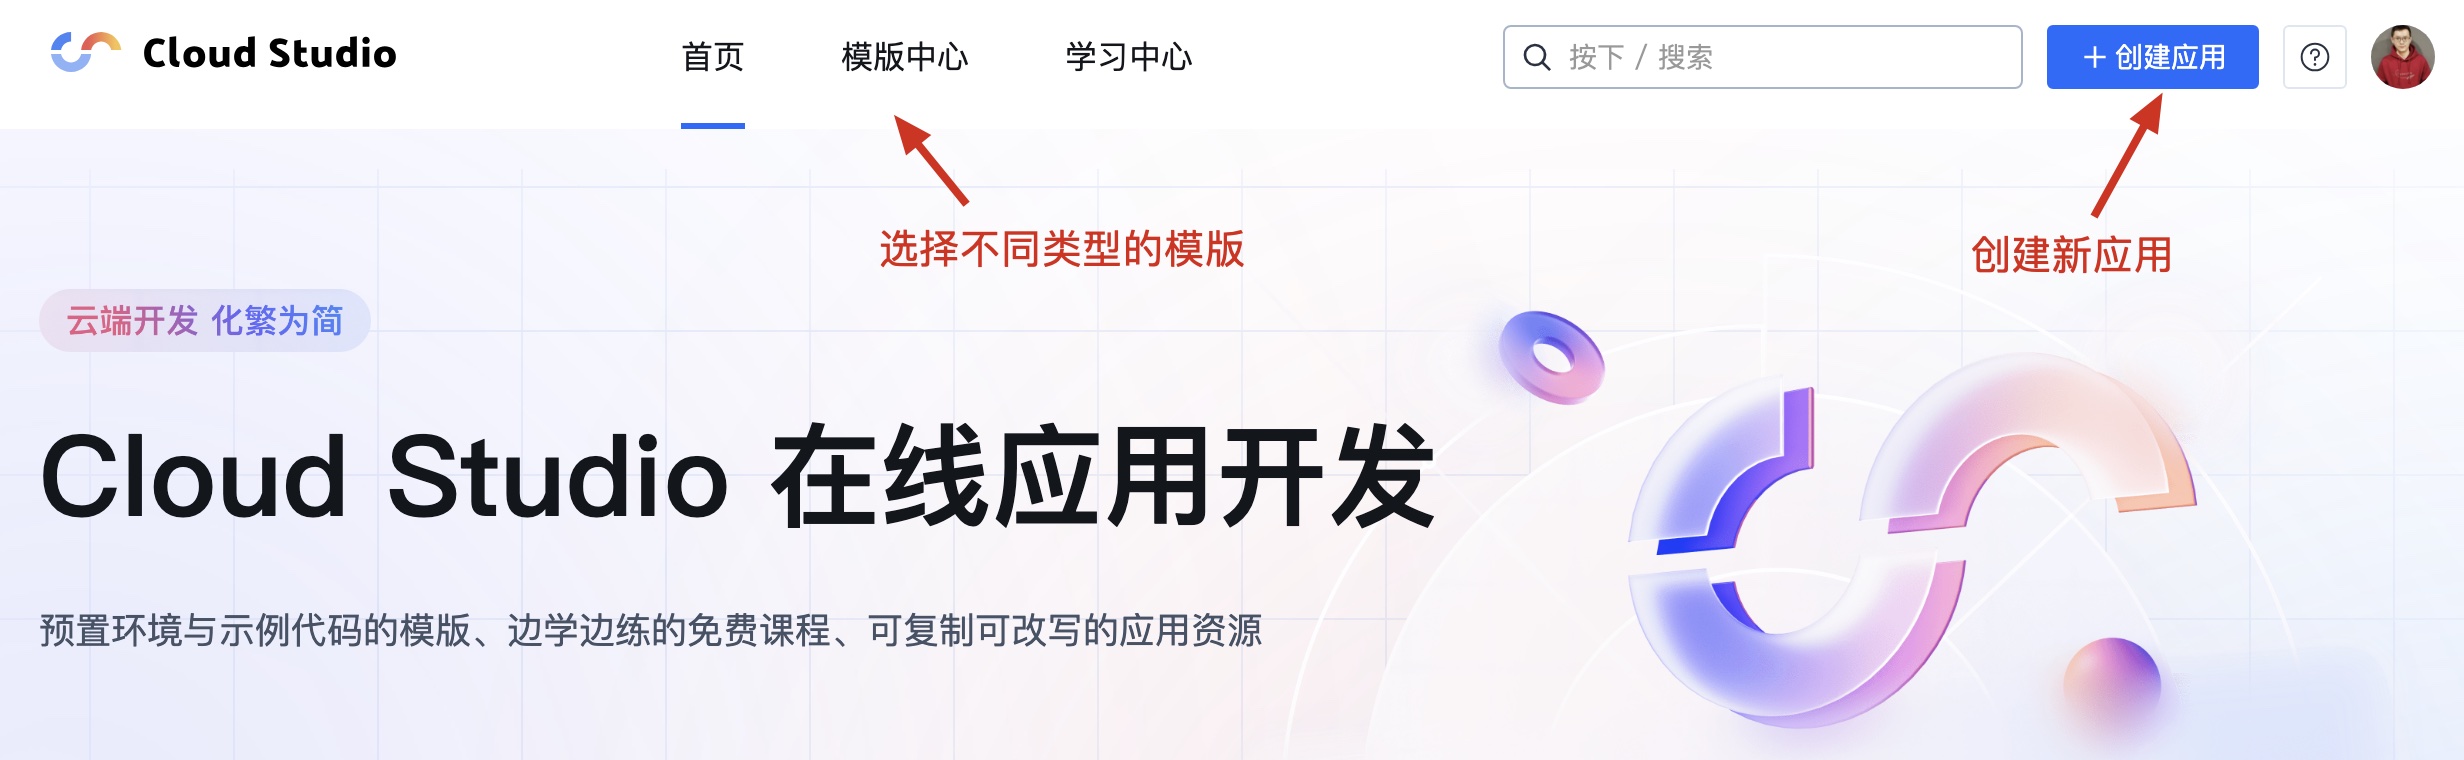 Cloud Studio
首页
模版中心
学习中心
按下 / 搜索
+ 创建应用
选择不同类型的模版
创建新应用
云端开发 化繁为简
Cloud Studio 在线应用开发
预置环境与示例代码的模版、边学边练的免费课程、可复制可改写的应用资源